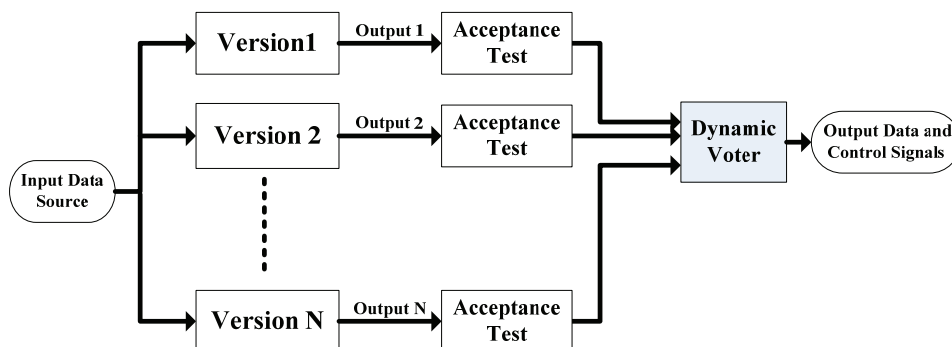 Input Data
Source
Version1
Output 1
Acceptance
Test
Version 2
Output 2
Acceptance
Test
Version N
Output N
Acceptance
Test
Dynamic
Voter
Output Data and
Control Signals